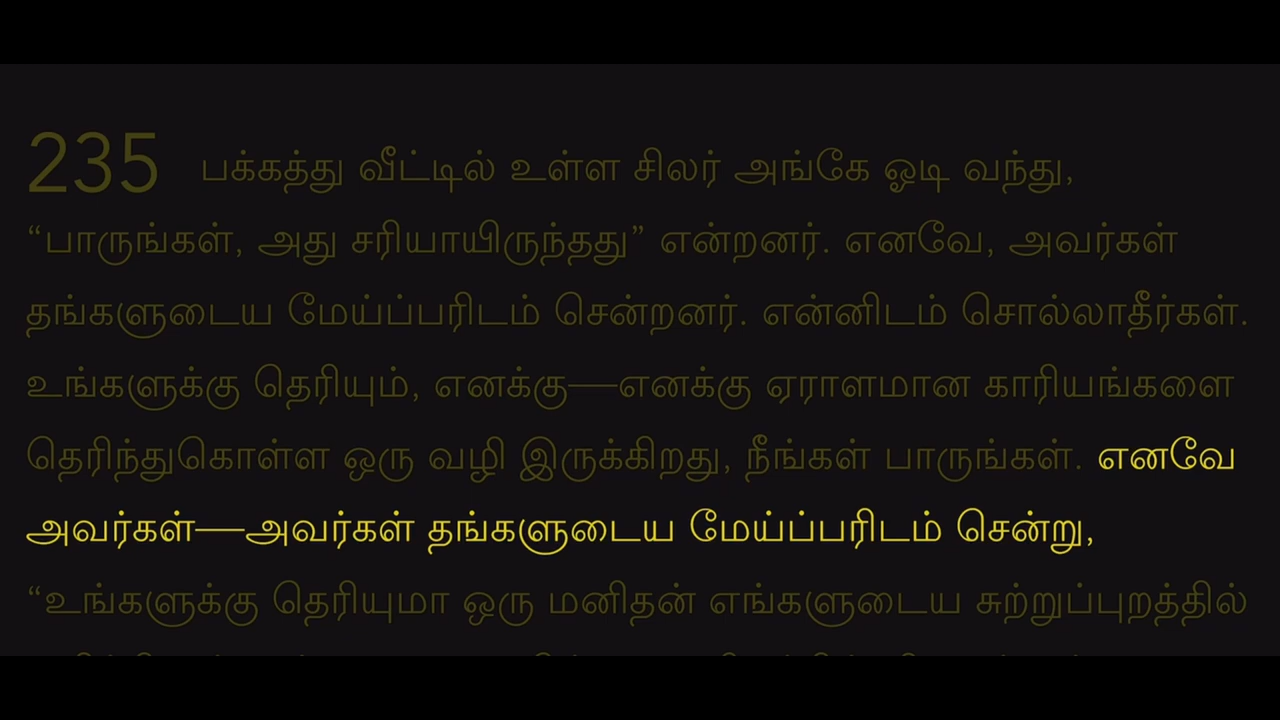 235 பக்கத்து வீட்டில் உள்ள சிலர் அங்கே ஓடி வந்து,
“பாருங்கள், அது சரியாயிருந்தது” என்றனர். எனவே, அவர்கள்
தங்களுடைய மேய்ப்பரிடம் சென்றனர். என்னிடம் சொல்லாதீர்கள்.
உங்களுக்கு தெரியும், எனக்கு—எனக்கு ஏராளமான காரியங்களை
தெரிந்துகொள்ள ஒரு வழி இருக்கிறது, நீங்கள் பாருங்கள். எனவே
அவர்கள்—அவர்கள் தங்களுடைய மேய்ப்பரிடம் சென்று,
“உங்களுக்கு தெரியுமா ஒரு மனிதன் எங்களுடைய சுற்றுப்புறத்தில்